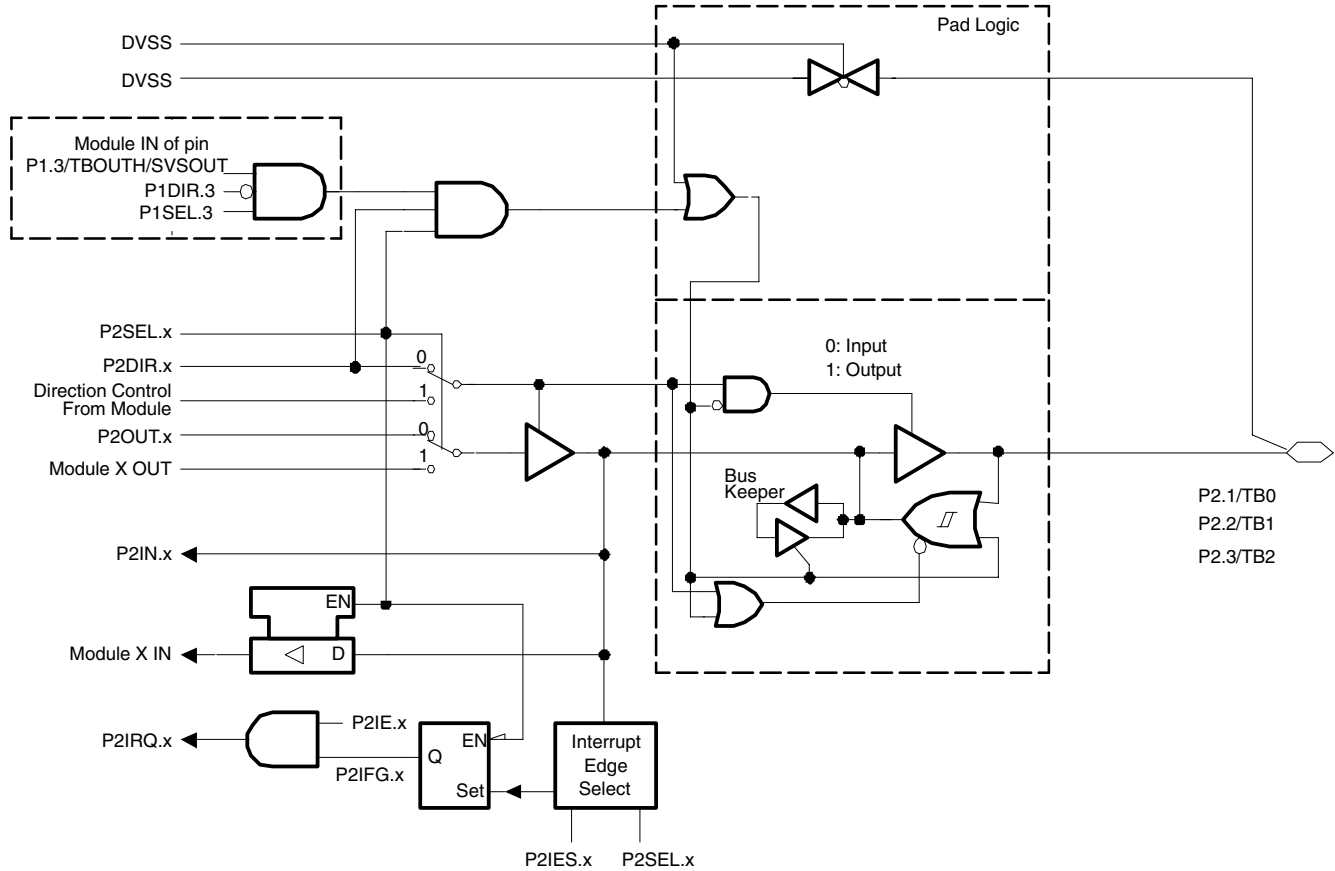 Pad Logic
DVSS
DVSS
Module IN of pin
P1.3/TBOUTH/SVSOUT
P1DIR.3
P1SEL.3
P2SEL.x
P2DIR.x
0
Direction Control
From Module
1
P2OUT.x
0
Module X OUT
1
0: Input
1: Output
Bus
Keeper
P2.1/TB0
P2.2/TB1
P2.3/TB2
P2IN.x
EN
Module X IN
D
P2IRQ.x
P2IE.x
P2IFG.x
EN
Q
Set
Interrupt
Edge
Select
P2IES.x
P2SEL.x